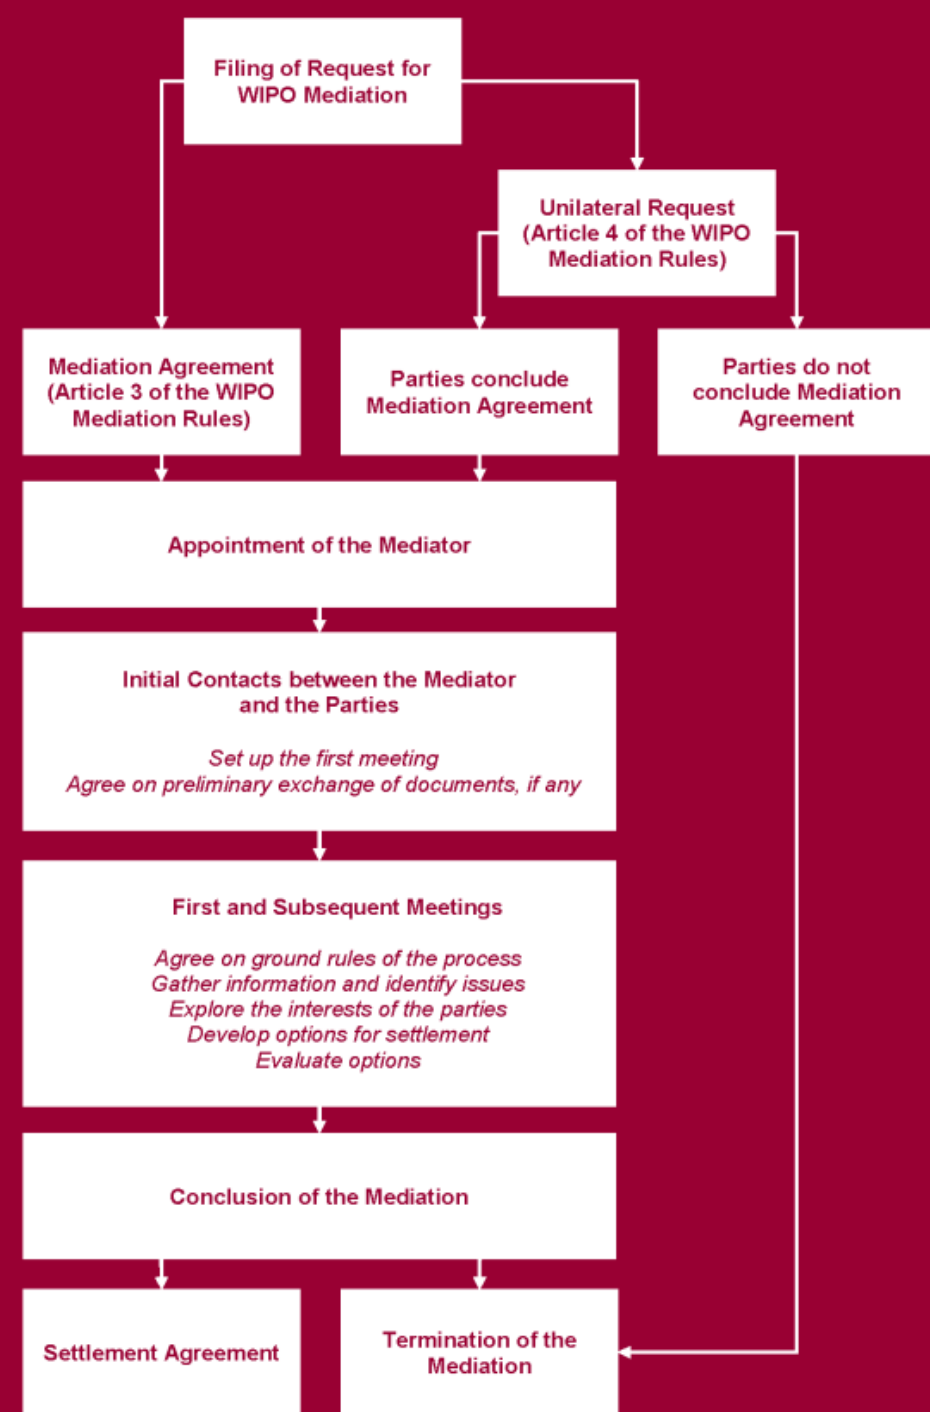 Filing of Request for
WIPO Mediation
Unilateral Request
(Article 4 of the WIPO
Mediation Rules)
Mediation Agreement
(Article 3 of the WIPO
Mediation Rules)
Parties conclude
Mediation Agreement
Parties do not
conclude Mediation
Agreement
Appointment of the Mediator
Initial Contacts between the Mediator
and the Parties
Set up the first meeting
Agree on preliminary exchange of documents, if any
First and Subsequent Meetings
Agree on ground rules of the process
Gather information and identify issues
Explore the interests of the parties
Develop options for settlement
Evaluate options
Conclusion of the Mediation
Settlement Agreement
Termination of the
Mediation